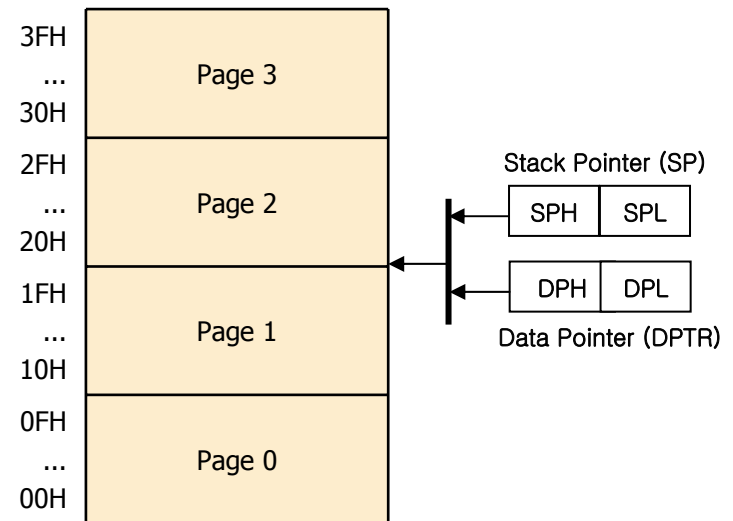 3FH
...
30H
Page 3
2FH
...
20H
Page 2
1FH
...
10H
Page 1
0FH
...
00H
Page 0
Stack Pointer (SP)
SPH SPL
DPH DPL
Data Pointer (DPTR)